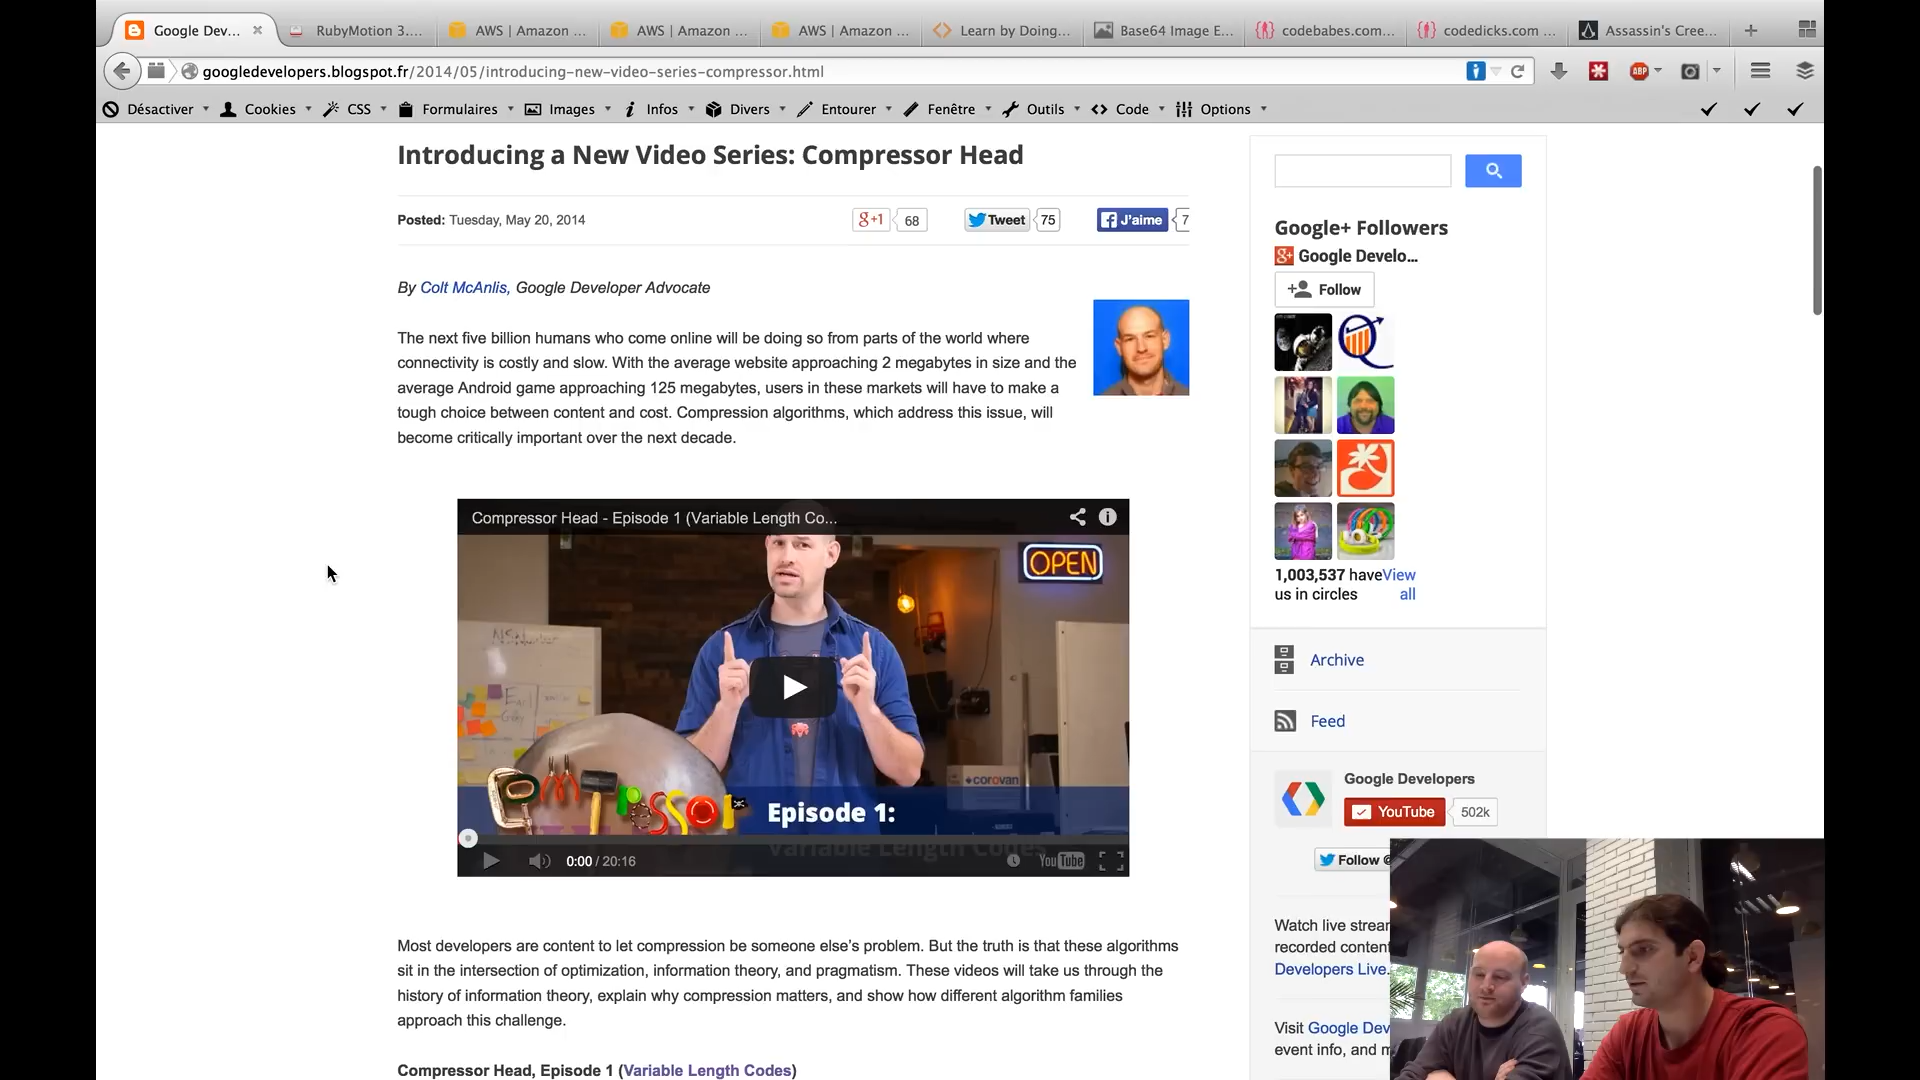 Google Dev...
RubyMotion 3....
AWS | Amazon ...
AWS | Amazon ...
AWS | Amazon ...
Learn by Doing...
Base64 Image E...
codebabes.com...
codedicks.com ...
Assassin's Cree...
googledevelopers.blogspot.fr/2014/05/introducing-new-video-series-compressor.html
ABP
Désactiver
Cookies
CSS
Formulaires
Images
Infos
Divers
Entourer
Fenêtre
Outils
Code
Options
Introducing a New Video Series: Compressor Head
Posted: Tuesday, May 20, 2014
g+1 68
Tweet 75
J'aime 7
By Colt McAnlis, Google Developer Advocate
The next five billion humans who come online will be doing so from parts of the world where
connectivity is costly and slow. With the average website approaching 2 megabytes in size and the
average Android game approaching 125 megabytes, users in these markets will have to make a
tough choice between content and cost. Compression algorithms, which address this issue, will
become critically important over the next decade.
Compressor Head - Episode 1 (Variable Length Co...
OPEN
corovan
Episode 1:
Variable Length Codes
0:00 / 20:16
YouTube
Most developers are content to let compression be someone else's problem. But the truth is that these algorithms
sit in the intersection of optimization, information theory, and pragmatism. These videos will take us through the
history of information theory, explain why compression matters, and show how different algorithm families
approach this challenge.
Compressor Head, Episode 1 (Variable Length Codes)
Google+ Followers
g+ Google Develo...
Follow
1,003,537 have
us in circles
View
all
Archive
Feed
Google Developers
YouTube 502k
Follow @
Watch live strear
recorded content
Developers Live.
Visit Google Dev
event info, and m